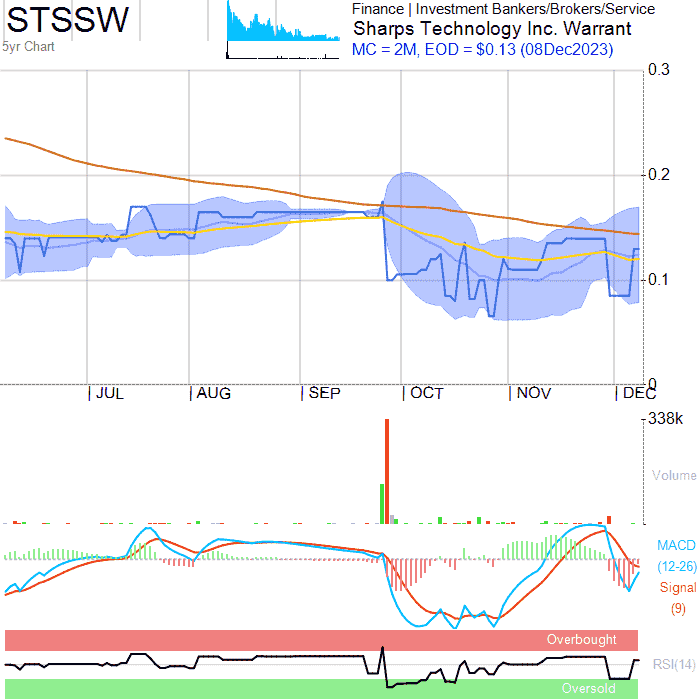 STSSW
5yr Chart
Finance | Investment Bankers/Brokers/Service
Sharps Technology Inc. Warrant
MC = 2M, EOD = $0.13 (08Dec2023)
0.3
0.2
0.1
0
JUL AUG SEP OCT NOV DEC
338k
Volume
MACD
(12-26)
Signal
(9)
Overbought
RSI(14)
Oversold